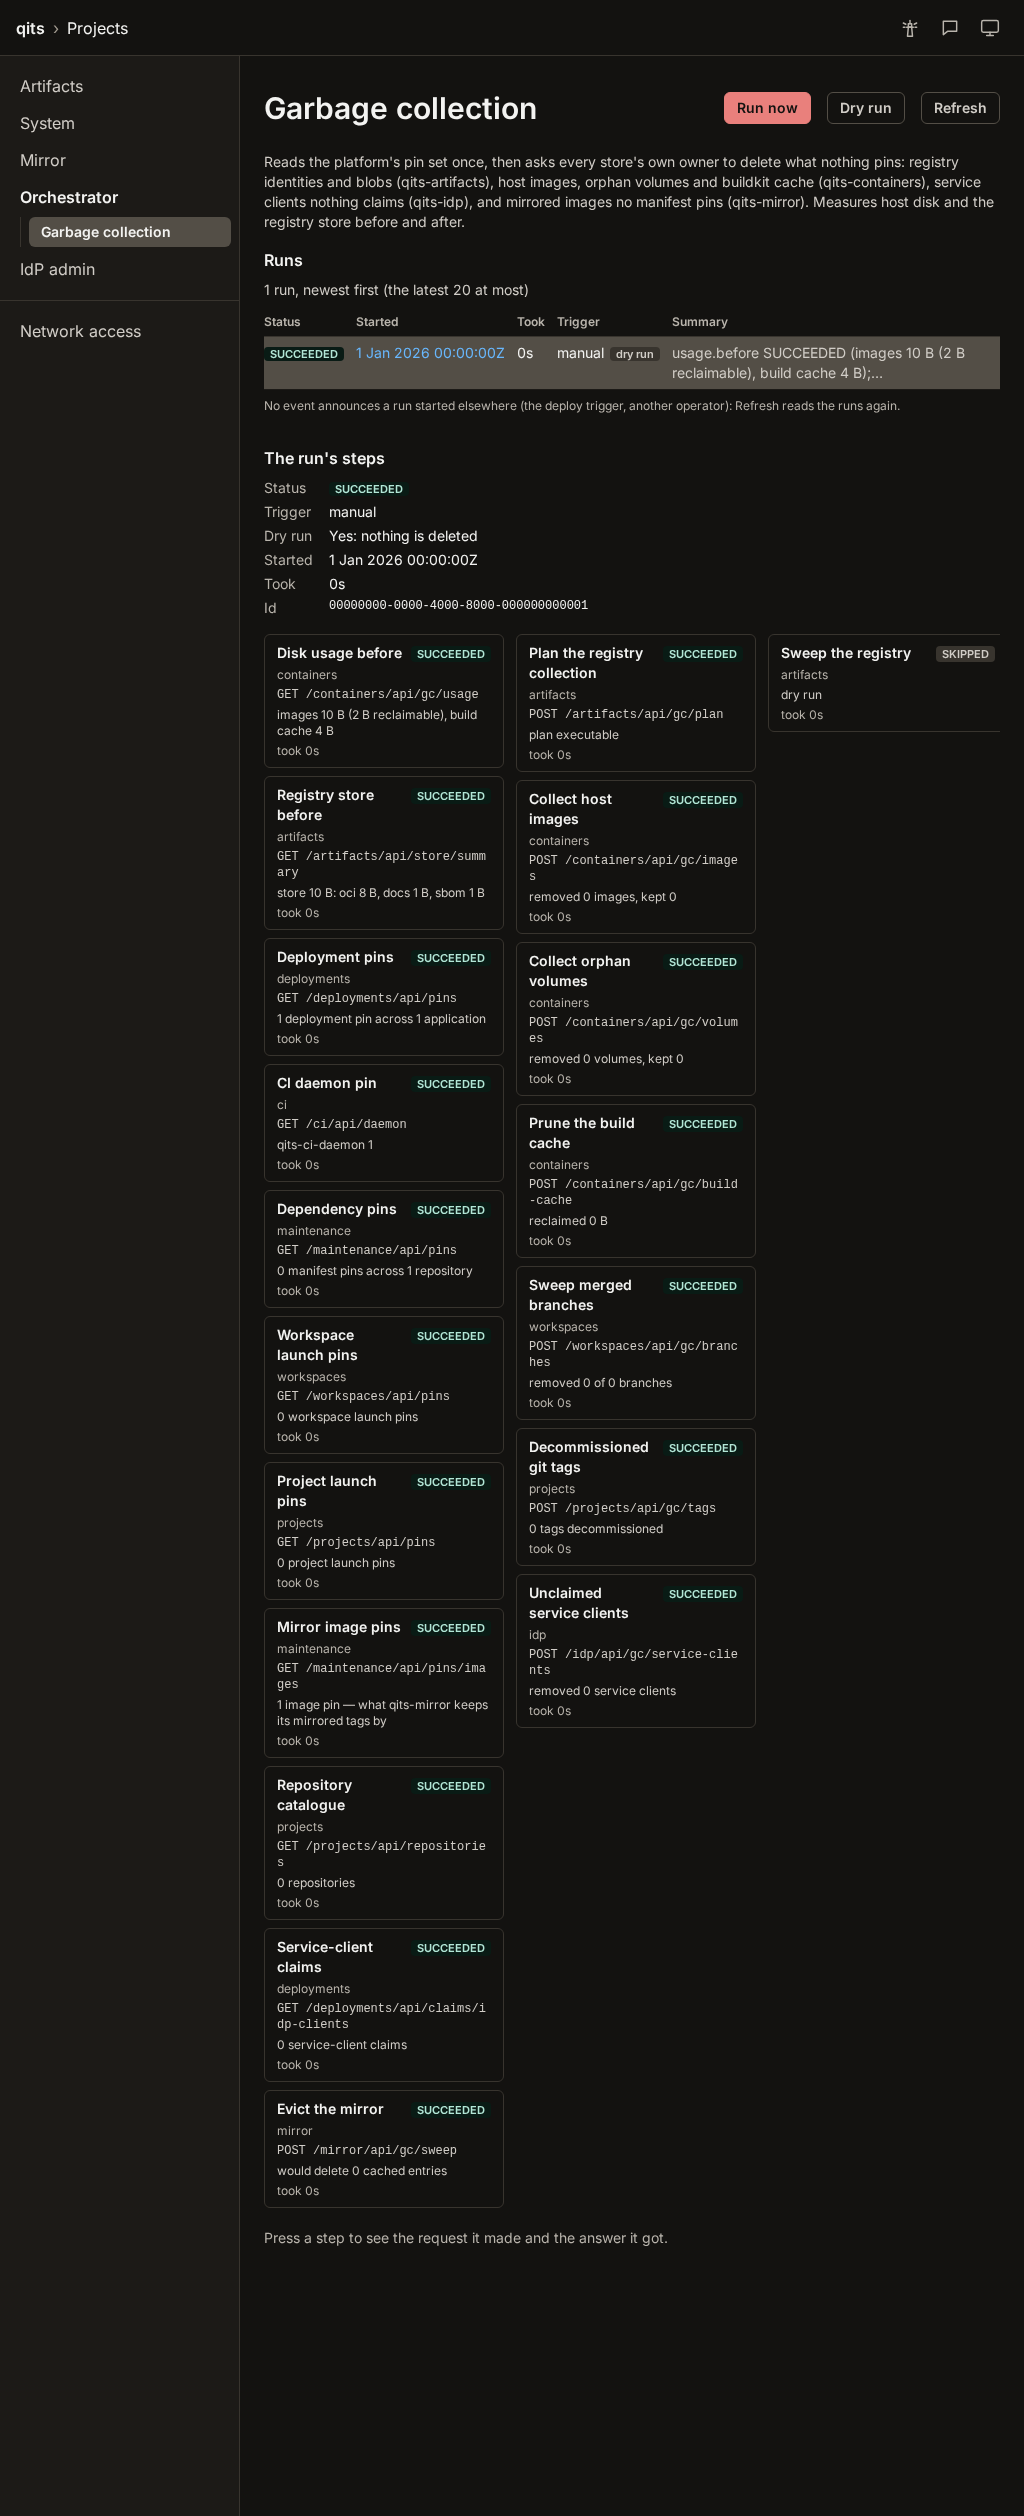 qits › Projects
Artifacts
System
Mirror
Orchestrator
Garbage collection
IdP admin
Network access
Garbage collection
Run now
Dry run
Refresh
Reads the platform's pin set once, then asks every store's own owner to delete what nothing pins: registry
identities and blobs (qits-artifacts), host images, orphan volumes and buildkit cache (qits-containers), service
clients nothing claims (qits-idp), and mirrored images no manifest pins (qits-mirror). Measures host disk and the
registry store before and after.
Runs
1 run, newest first (the latest 20 at most)
Status Started Took Trigger Summary
SUCCEEDED 1 Jan 2026 00:00:00Z 0s manual dry run usage.before SUCCEEDED (images 10 B (2 B
reclaimable), build cache 4 B);...
No event announces a run started elsewhere (the deploy trigger, another operator): Refresh reads the runs again.
The run's steps
Status SUCCEEDED
Trigger manual
Dry run Yes: nothing is deleted
Started 1 Jan 2026 00:00:00Z
Took 0s
Id 00000000-0000-4000-8000-000000000001
Disk usage before SUCCEEDED
containers
GET /containers/api/gc/usage
images 10 B (2 B reclaimable), build
cache 4 B
took 0s
Registry store SUCCEEDED
before
artifacts
GET /artifacts/api/store/summ
ary
store 10 B: oci 8 B, docs 1 B, sbom 1 B
took 0s
Deployment pins SUCCEEDED
deployments
GET /deployments/api/pins
1 deployment pin across 1 application
took 0s
CI daemon pin SUCCEEDED
ci
GET /ci/api/daemon
qits-ci-daemon 1
took 0s
Dependency pins SUCCEEDED
maintenance
GET /maintenance/api/pins
0 manifest pins across 1 repository
took 0s
Workspace SUCCEEDED
launch pins
workspaces
GET /workspaces/api/pins
0 workspace launch pins
took 0s
Project launch SUCCEEDED
pins
projects
GET /projects/api/pins
0 project launch pins
took 0s
Mirror image pins SUCCEEDED
maintenance
GET /maintenance/api/pins/ima
ges
1 image pin — what qits-mirror keeps
its mirrored tags by
took 0s
Repository SUCCEEDED
catalogue
projects
GET /projects/api/repositorie
s
0 repositories
took 0s
Service-client SUCCEEDED
claims
deployments
GET /deployments/api/claims/i
dp-clients
0 service-client claims
took 0s
Evict the mirror SUCCEEDED
mirror
POST /mirror/api/gc/sweep
would delete 0 cached entries
took 0s
Plan the registry SUCCEEDED
collection
artifacts
POST /artifacts/api/gc/plan
plan executable
took 0s
Collect host SUCCEEDED
images
containers
POST /containers/api/gc/image
s
removed 0 images, kept 0
took 0s
Collect orphan SUCCEEDED
volumes
containers
POST /containers/api/gc/volum
es
removed 0 volumes, kept 0
took 0s
Prune the build SUCCEEDED
cache
containers
POST /containers/api/gc/build
-cache
reclaimed 0 B
took 0s
Sweep merged SUCCEEDED
branches
workspaces
POST /workspaces/api/gc/branc
hes
removed 0 of 0 branches
took 0s
Decommissioned SUCCEEDED
git tags
projects
POST /projects/api/gc/tags
0 tags decommissioned
took 0s
Unclaimed SUCCEEDED
service clients
idp
POST /idp/api/gc/service-clie
nts
removed 0 service clients
took 0s
Sweep the registry SKIPPED
artifacts
dry run
took 0s
Press a step to see the request it made and the answer it got.